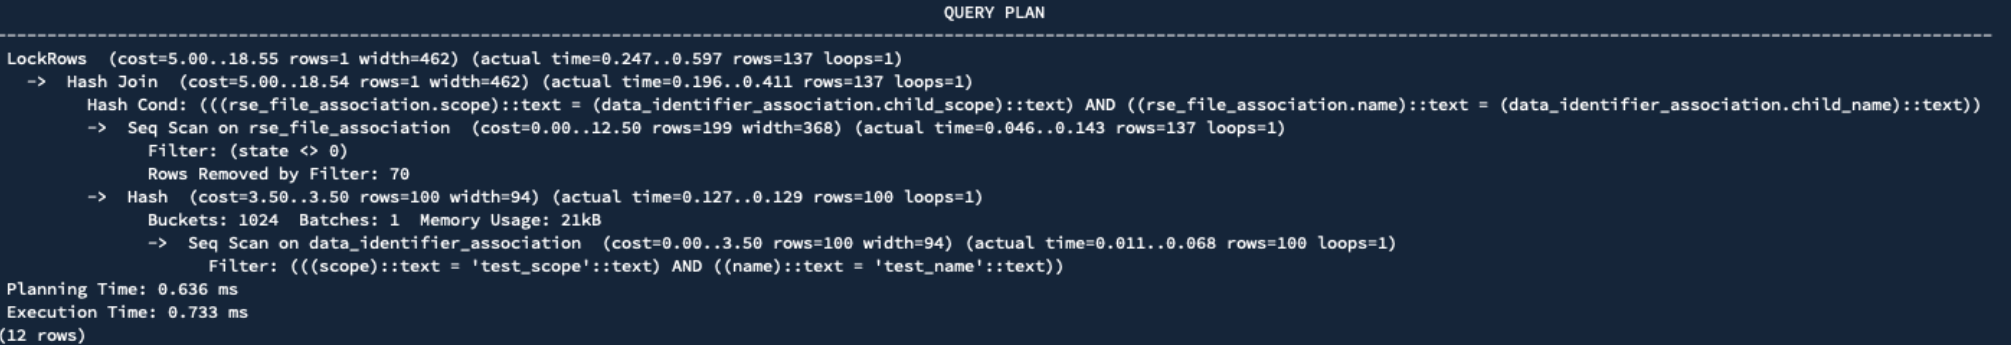 QUERY PLAN
-----------------------------------------------------------------------------------------------------------------------------------------------------------------------------------------------------
LockRows  (cost=5.00..18.55 rows=1 width=462) (actual time=0.247..0.597 rows=137 loops=1)
  ->  Hash Join  (cost=5.00..18.54 rows=1 width=462) (actual time=0.196..0.411 rows=137 loops=1)
        Hash Cond: (((rse_file_association.scope)::text = (data_identifier_association.child_scope)::text) AND ((rse_file_association.name)::text = (data_identifier_association.child_name)::text))
        ->  Seq Scan on rse_file_association  (cost=0.00..12.50 rows=199 width=368) (actual time=0.046..0.143 rows=137 loops=1)
              Filter: (state <> 0)
              Rows Removed by Filter: 70
        ->  Hash  (cost=3.50..3.50 rows=100 width=94) (actual time=0.127..0.129 rows=100 loops=1)
              Buckets: 1024  Batches: 1  Memory Usage: 21kB
              ->  Seq Scan on data_identifier_association  (cost=0.00..3.50 rows=100 width=94) (actual time=0.011..0.068 rows=100 loops=1)
                    Filter: (((scope)::text = 'test_scope'::text) AND ((name)::text = 'test_name'::text))
Planning Time: 0.636 ms
Execution Time: 0.733 ms
(12 rows)